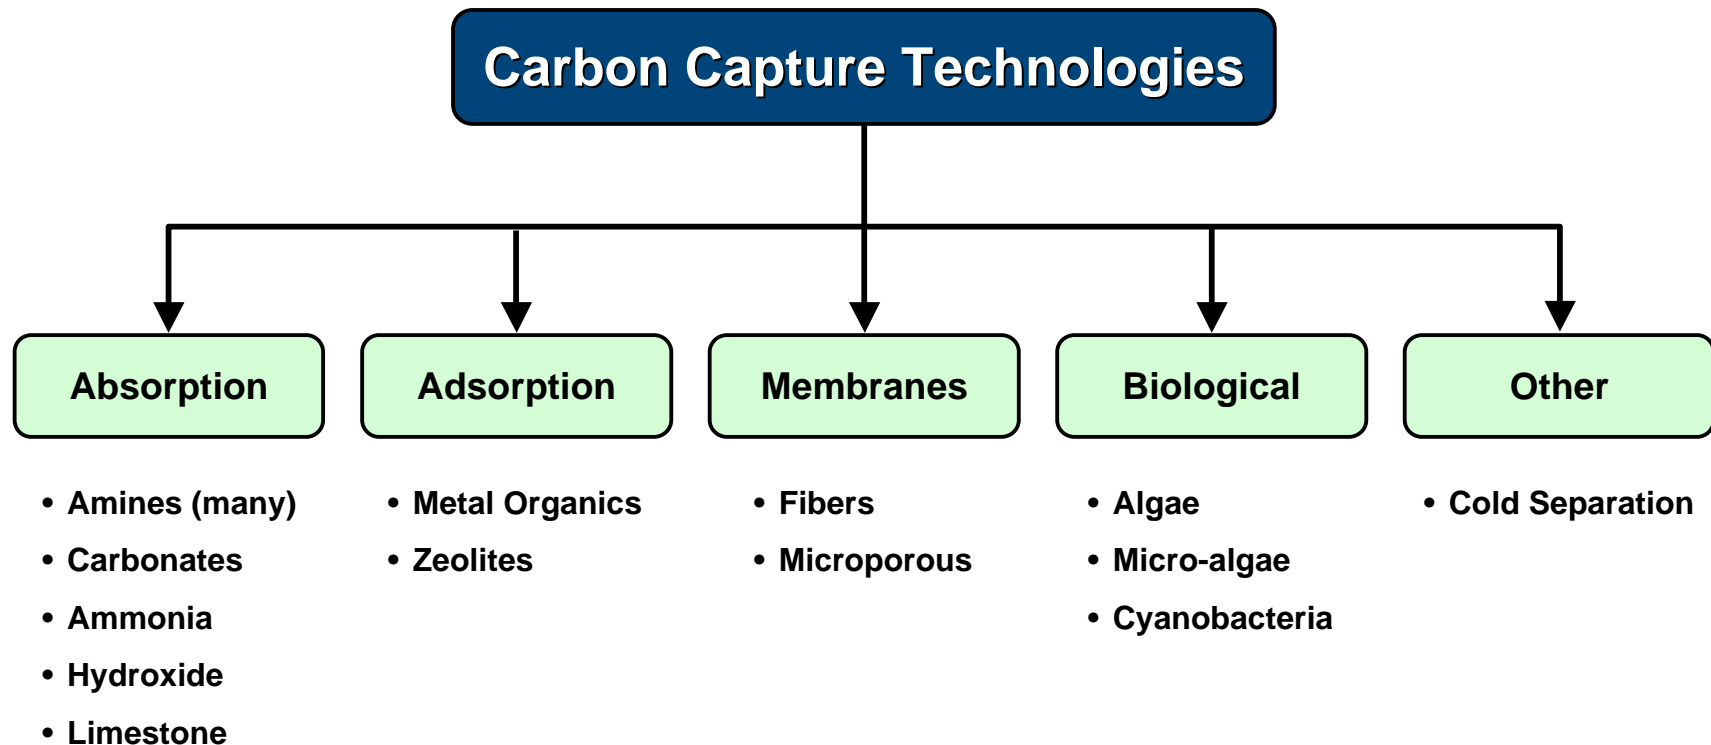 Carbon Capture Technologies
Absorption
Adsorption
Membranes
Biological
Other
• Amines (many)
• Carbonates
• Ammonia
• Hydroxide
• Limestone
• Metal Organics
• Zeolites
• Fibers
• Microporous
• Algae
• Micro-algae
• Cyanobacteria
• Cold Separation